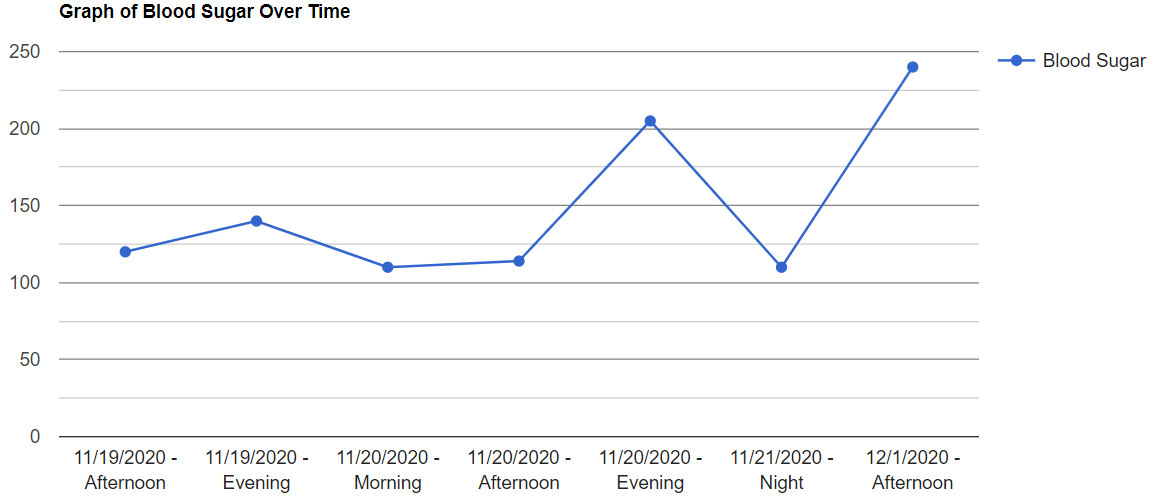 Graph of Blood Sugar Over Time
250
200
150
100
50
0
Blood Sugar
11/19/2020 - Afternoon
11/19/2020 - Evening
11/20/2020 - Morning
11/20/2020 - Afternoon
11/20/2020 - Evening
11/21/2020 - Night
12/1/2020 - Afternoon